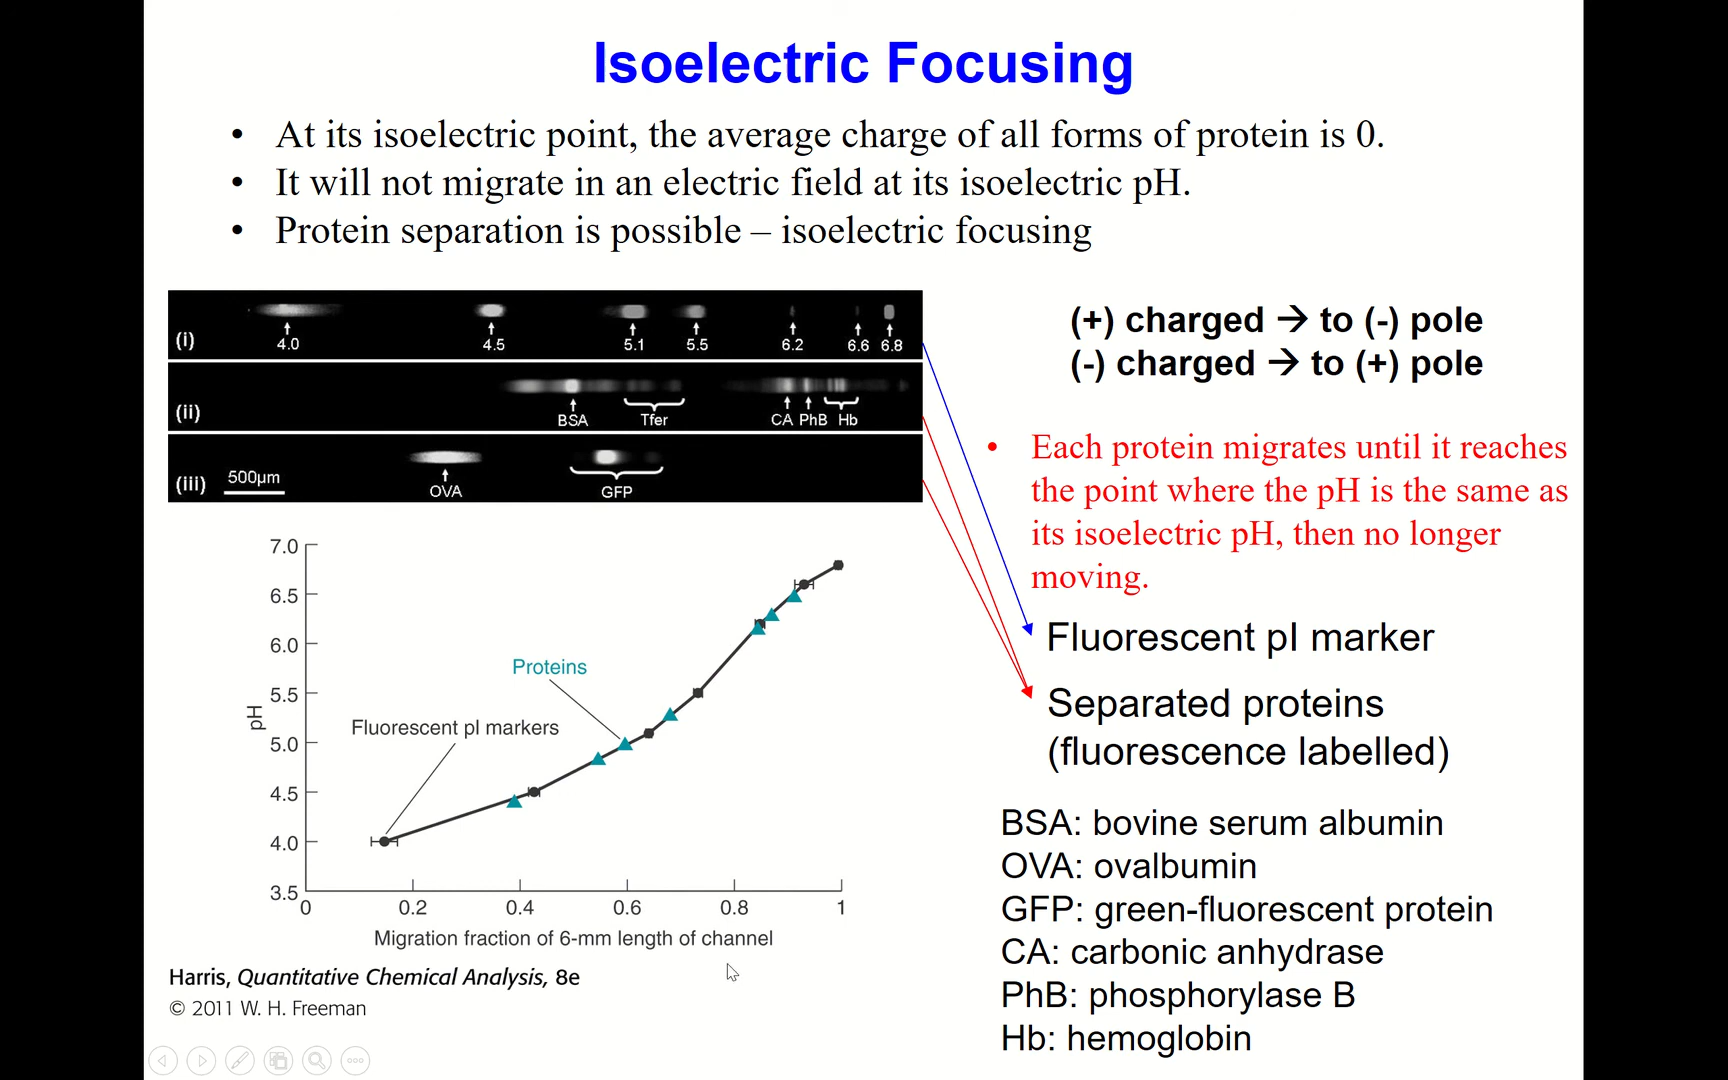 Isoelectric Focusing
• At its isoelectric point, the average charge of all forms of protein is 0.
• It will not migrate in an electric field at its isoelectric pH.
• Protein separation is possible – isoelectric focusing
(i)
4.0 4.5 5.1 5.5 6.2 6.6 6.8
(ii)
BSA Tfer CA PhB Hb
(iii)
500µm
OVA GFP
(+) charged → to (-) pole
(-) charged → to (+) pole
• Each protein migrates until it reaches
the point where the pH is the same as
its isoelectric pH, then no longer
moving.
Fluorescent pI marker
Separated proteins
(fluorescence labelled)
7.0
6.5
6.0
5.5
5.0
4.5
4.0
3.5
pH
Proteins
Fluorescent pI markers
0 0.2 0.4 0.6 0.8 1
Migration fraction of 6-mm length of channel
Harris, Quantitative Chemical Analysis, 8e
© 2011 W. H. Freeman
BSA: bovine serum albumin
OVA: ovalbumin
GFP: green-fluorescent protein
CA: carbonic anhydrase
PhB: phosphorylase B
Hb: hemoglobin